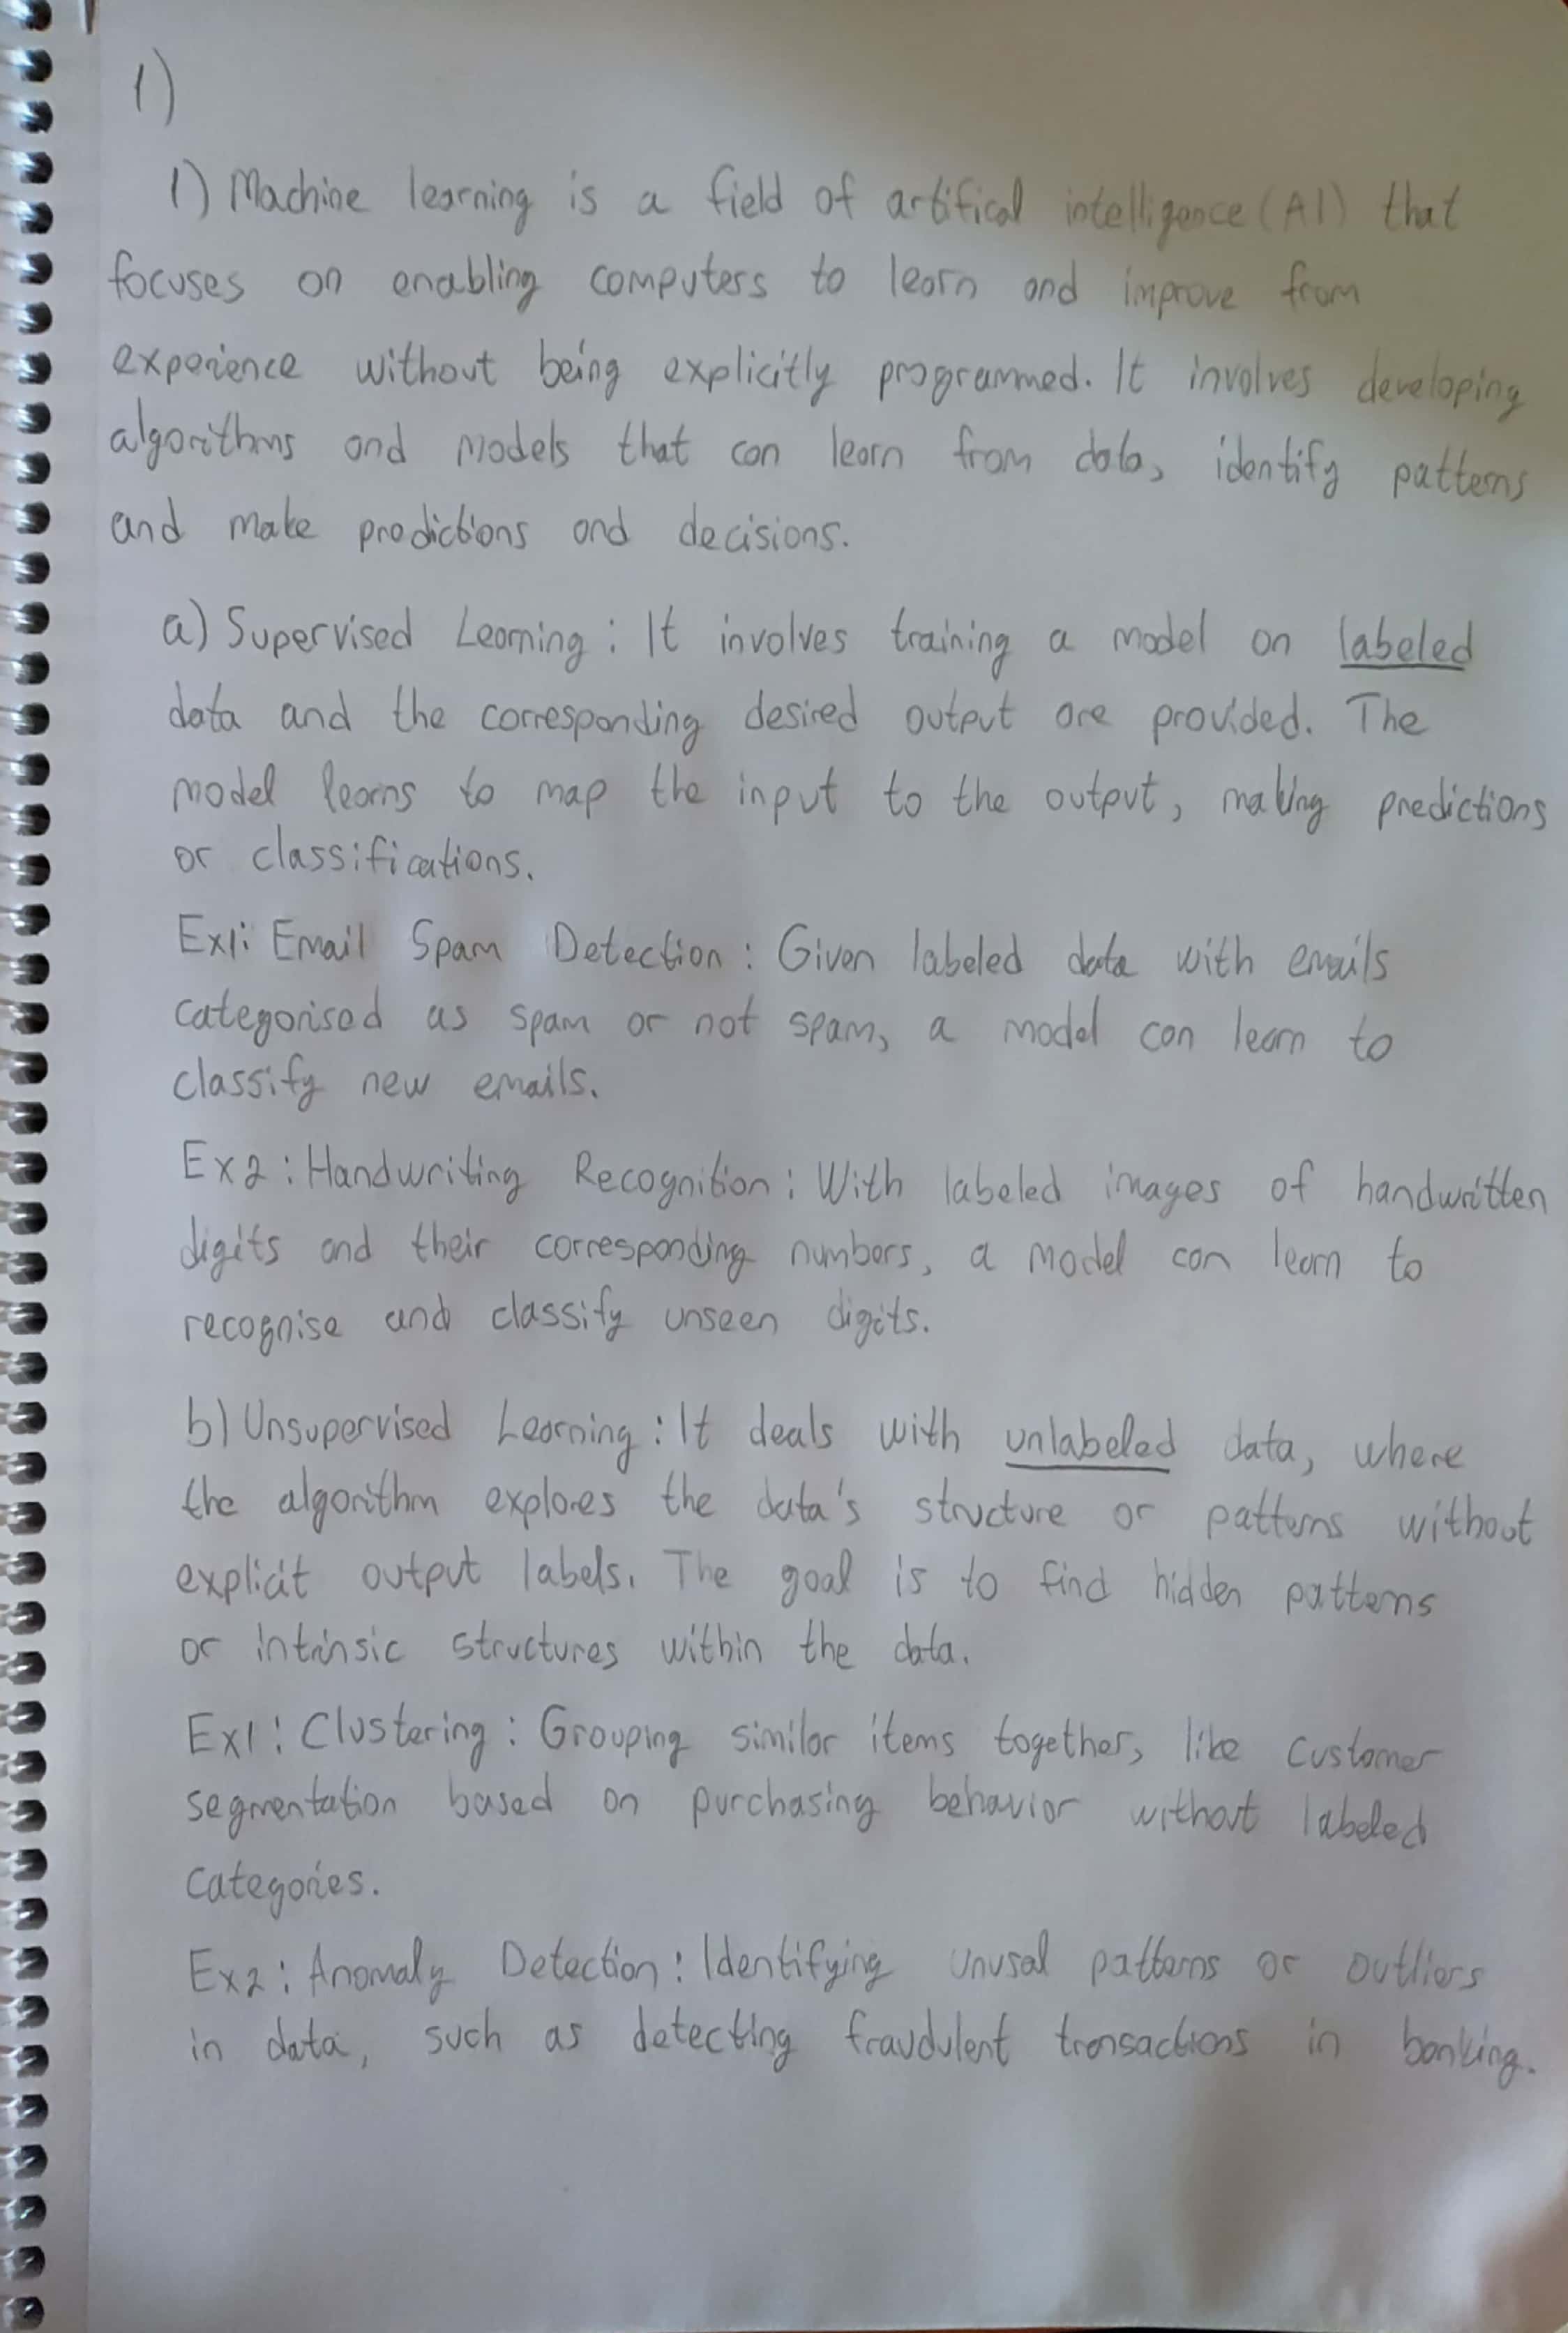 1)
1) Machine learning is a field of artifical intelligence (AI) that
focuses on enabling computers to learn and improve from
experience without being explicitly programmed. It involves developing
algorithms and models that can learn from data, identify patterns
and make predictions and decisions.
a) Supervised Learning : It involves training a model on labeled
data and the corresponding desired output are provided. The
model learns to map the input to the output, making predictions
or classifications.
Ex1: Email Spam Detection : Given labeled data with emails
categorised as spam or not spam, a model can learn to
classify new emails.
Ex2 : Handwriting Recognition : With labeled images of handwritten
digits and their corresponding numbers, a model can learn to
recognise and classify unseen digits.
b) Unsupervised Learning : It deals with unlabeled data, where
the algorithm explores the data's structure or patterns without
explicit output labels. The goal is to find hidden patterns
or intrinsic structures within the data.
Ex1 : Clustering : Grouping similar items together, like customer
segmentation based on purchasing behavior without labeled
categories.
Ex2 : Anomaly Detection : Identifying unusal patterns or outliers
in data, such as detecting fraudulent transactions in banking.